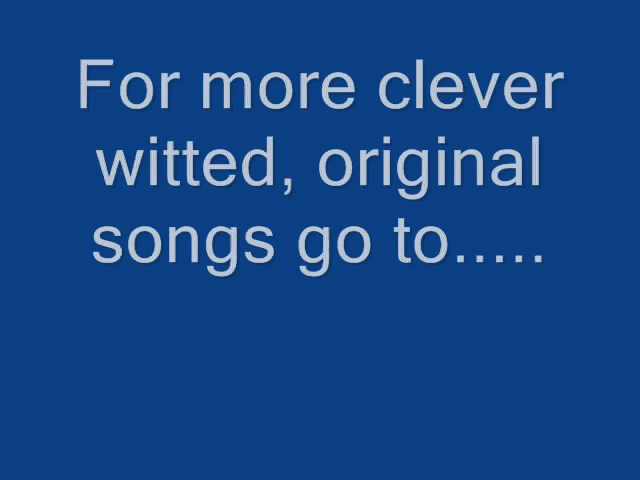 For more clever
witted, original
songs go to.....